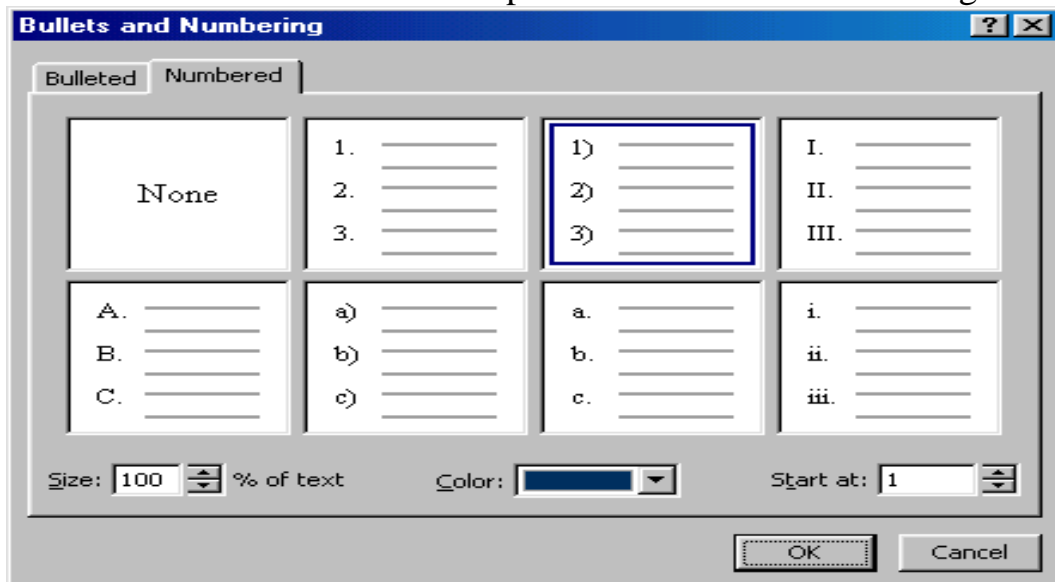 Bullets and Numbering
Bulleted Numbered
None
1.
2.
3.
1)
2)
3)
I.
II.
III.
A.
B.
C.
a)
b)
c)
a.
b.
c.
i.
ii.
iii.
Size: 100 % of text Color: Start at: 1
OK Cancel